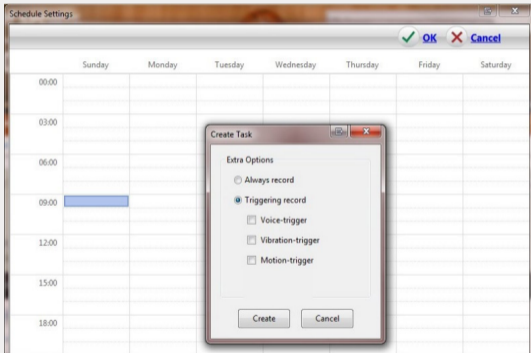 Schedule Settings
OK Cancel
Sunday Monday Tuesday Wednesday Thursday Friday Saturday
00:00
03:00
Create Task
06:00
Extra Options
Always record
09:00
Triggering record
Voice-trigger
12:00
Vibration-trigger
Motion-trigger
15:00
18:00
Create Cancel